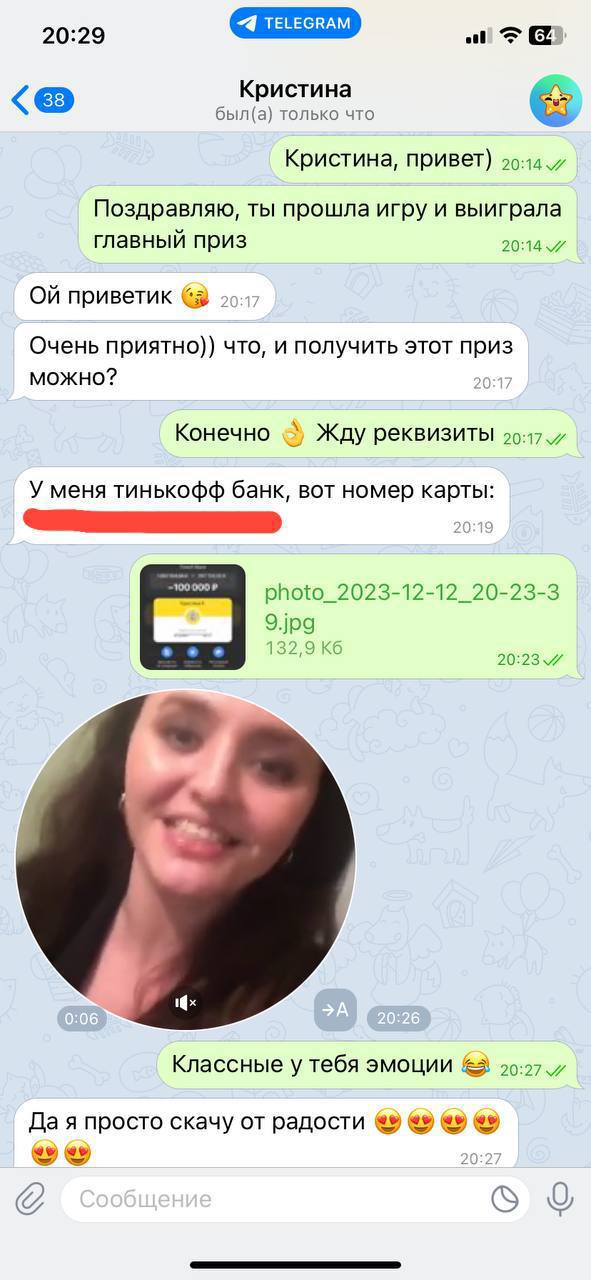 20:29
TELEGRAM
64
38
Кристина
был(а) только что
Кристина, привет) 20:14
Поздравляю, ты прошла игру и выиграла
главный приз 20:14
Ой приветик 😘 20:17
Очень приятно)) что, и получить этот приз
можно? 20:17
Конечно 👌 Жду реквизиты 20:17
У меня тинькофф банк, вот номер карты:
20:19
−100 000 ₽
photo_2023-12-12_20-23-3
9.jpg
132,9 Кб
20:23
0:06
→A
20:26
Классные у тебя эмоции 😂 20:27
Да я просто скачу от радости 😍😍😍😍
😍😍 20:27
Сообщение